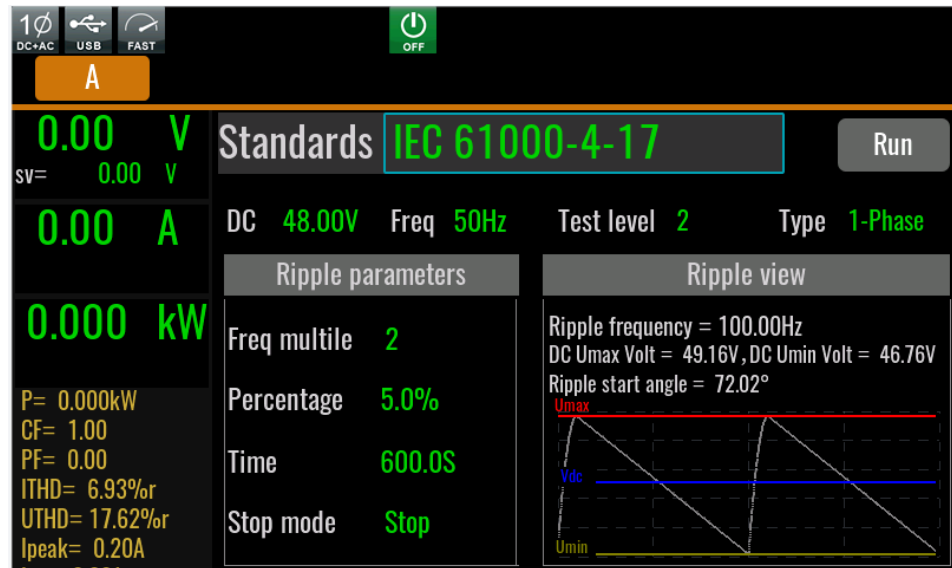 1Ø
DC+AC USB FAST OFF
A
0.00 V
sv= 0.00 V
0.00 A
0.000 kW
P= 0.000kW
CF= 1.00
PF= 0.00
ITHD= 6.93%r
UTHD= 17.62%r
Ipeak= 0.20A
Standards IEC 61000-4-17 Run
DC 48.00V Freq 50Hz Test level 2 Type 1-Phase
Ripple parameters
Freq multile 2
Percentage 5.0%
Time 600.0S
Stop mode Stop
Ripple view
Ripple frequency = 100.00Hz
DC Umax Volt = 49.16V, DC Umin Volt = 46.76V
Ripple start angle = 72.02°
Umax
Vdc
Umin